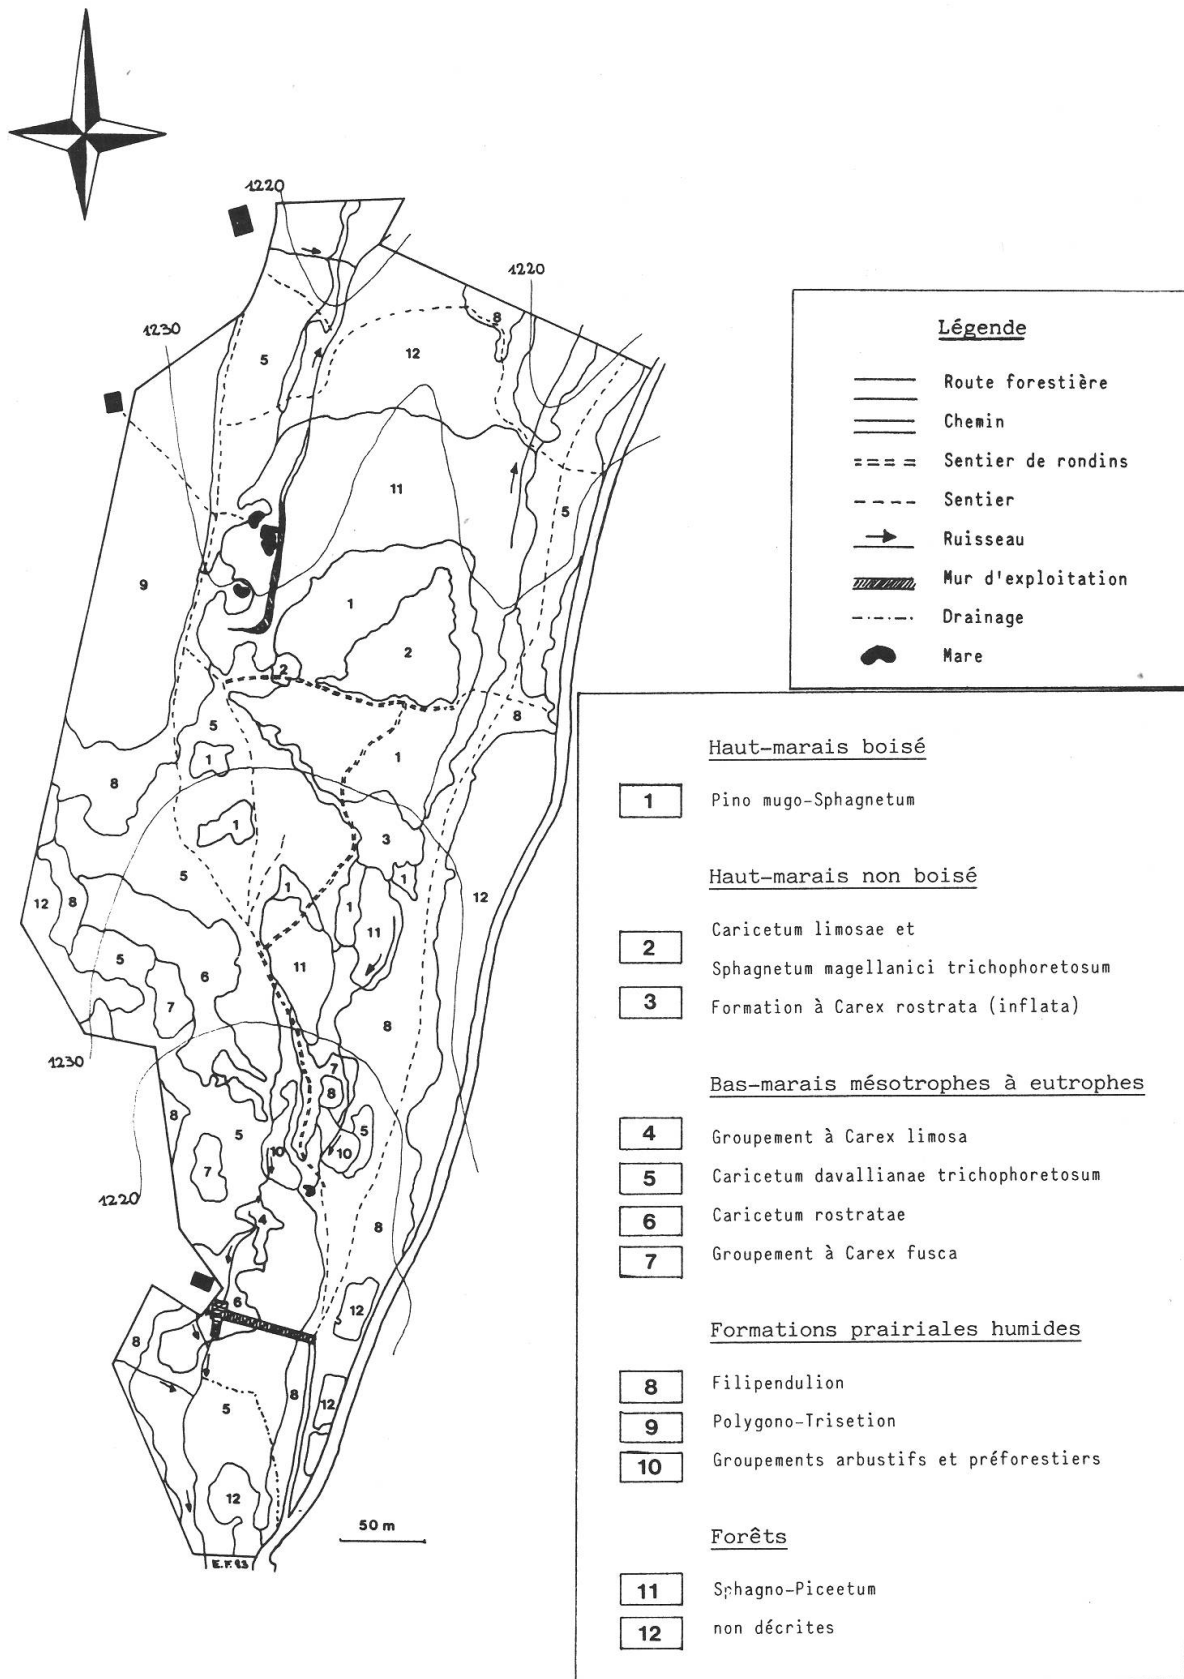 1220
1220
1230
8
5
12
11
5
9
1
2
2
5
8
1
1
8
1
3
5
1
1
1
12
12
8
11
5
11
6
7
8
1230
7
8
8
5
5
10
10
7
1220
4
8
6
12
8
8
12
5
12
50 m
E.F.83
Légende
Route forestière
Chemin
Sentier de rondins
Sentier
Ruisseau
Mur d'exploitation
Drainage
Mare
Haut-marais boisé
1 Pino mugo-Sphagnetum
Haut-marais non boisé
2 Caricetum limosae et
Sphagnetum magellanici trichophoretosum
3 Formation à Carex rostrata (inflata)
Bas-marais mésotrophes à eutrophes
4 Groupement à Carex limosa
5 Caricetum davallianae trichophoretosum
6 Caricetum rostratae
7 Groupement à Carex fusca
Formations prairiales humides
8 Filipendulion
9 Polygono-Trisetion
10 Groupements arbustifs et préforestiers
Forêts
11 Sphagno-Piceetum
12 non décrites